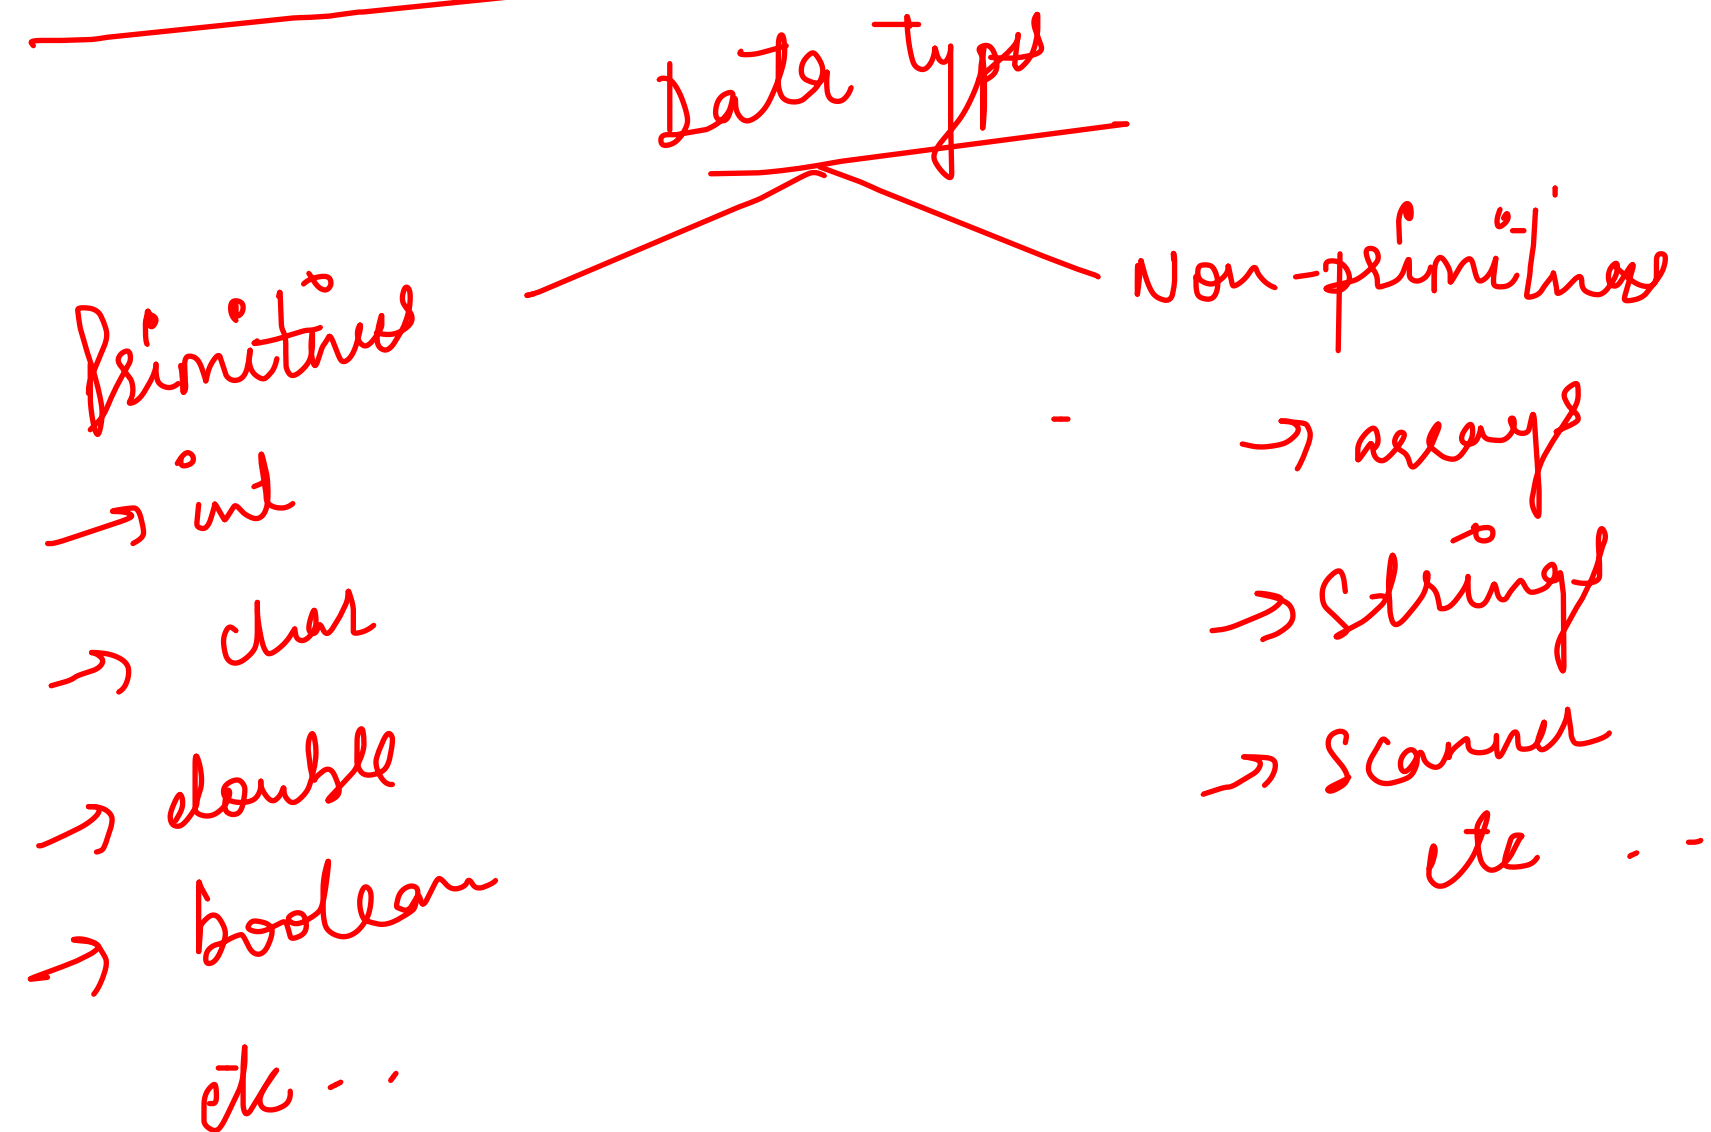 Data Types
Primitives
→ int
→ char
→ double
→ boolean
etc...
Non-primitives
→ arrays
→ Strings
→ Scanner
etc...